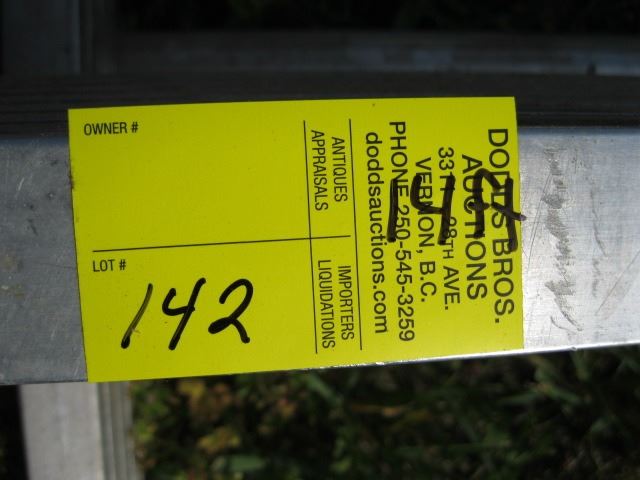 OWNER #
LOT #
142
ANTIQUES
APPRAISALS
IMPORTERS
LIQUIDATIONS
DODDS BROS.
AUCTIONS
28TH AVE.
VERNON, B.C.
PHONE 250-545-3259
doddsauctions.com